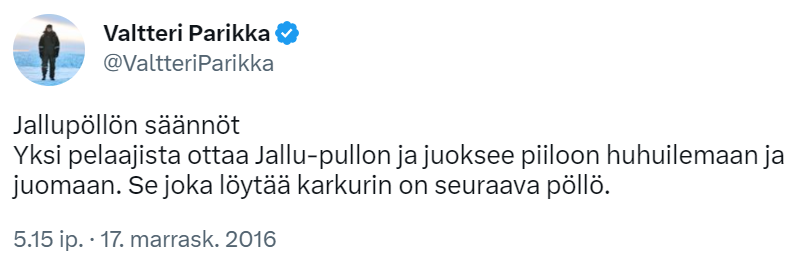 Valtteri Parikka
@ValtteriParikka
Jallupöllön säännöt
Yksi pelaajista ottaa Jallu-pullon ja juoksee piiloon huhuilemaan ja
juomaan. Se joka löytää karkurin on seuraava pöllö.
5.15 ip. · 17. marrask. 2016